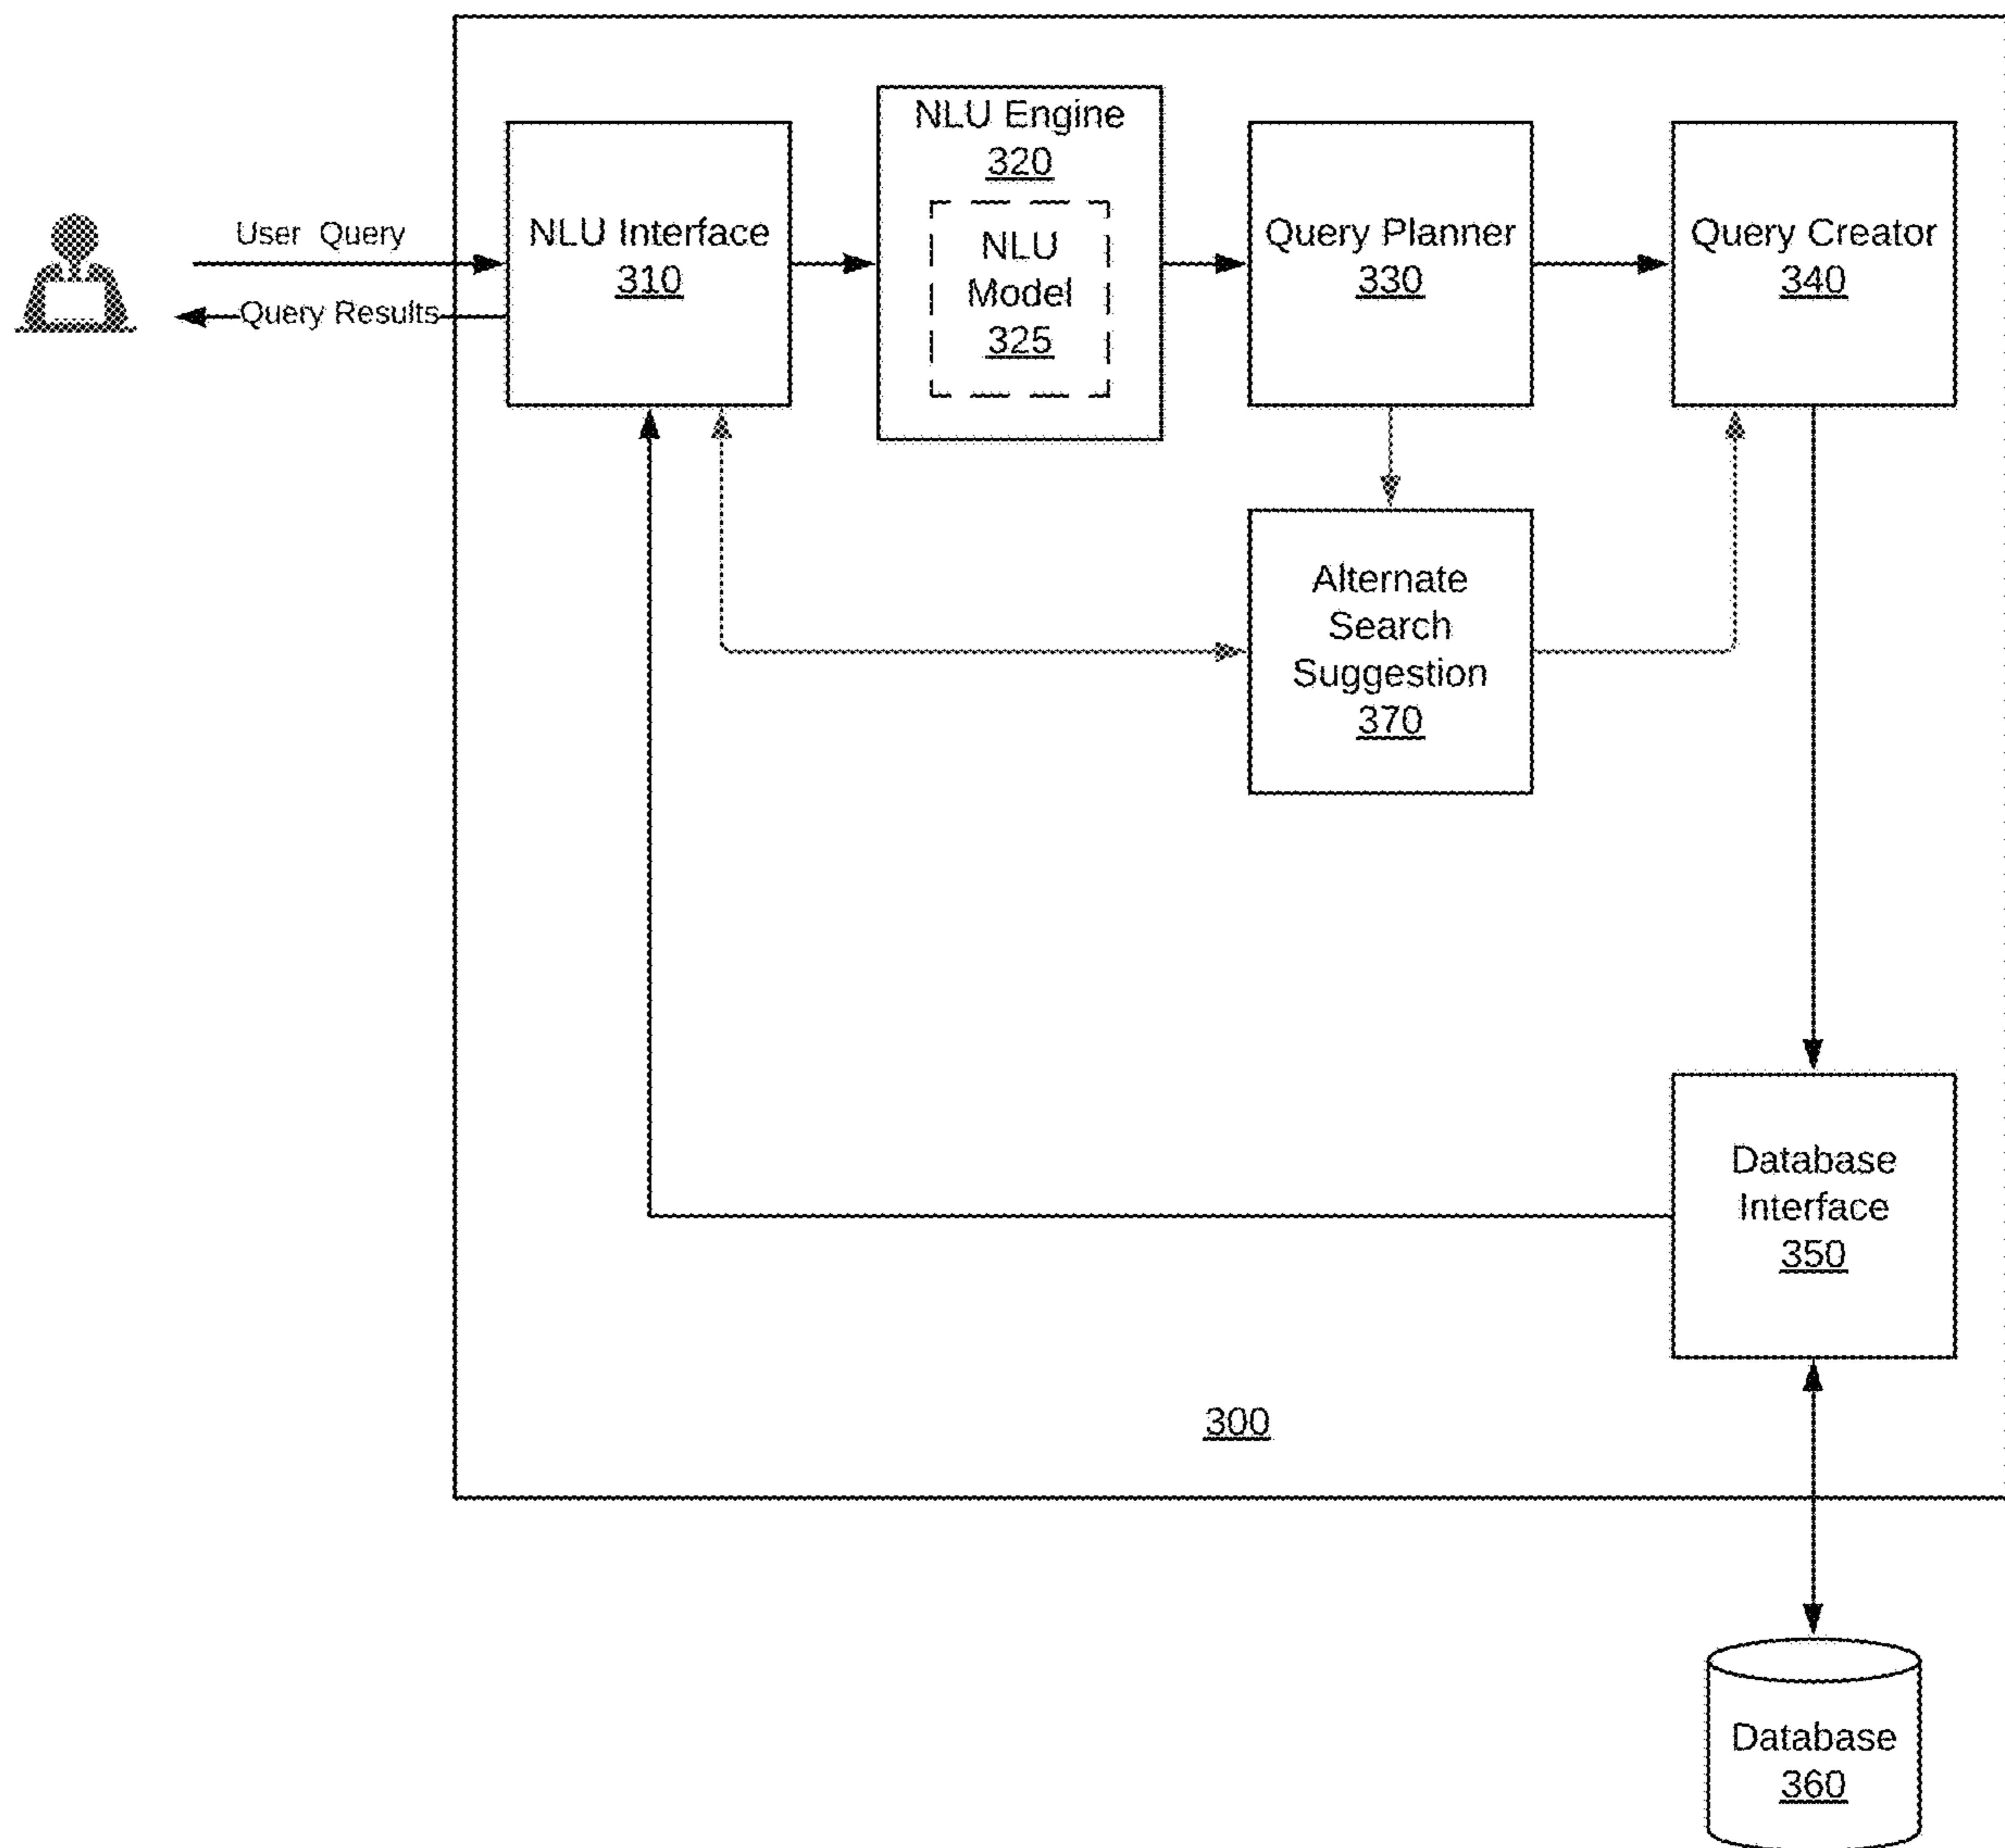 User Query
Query Results
NLU Interface
310
NLU Engine
320
NLU
Model
325
Query Planner
330
Query Creator
340
Alternate
Search
Suggestion
370
Database
Interface
350
300
Database
360